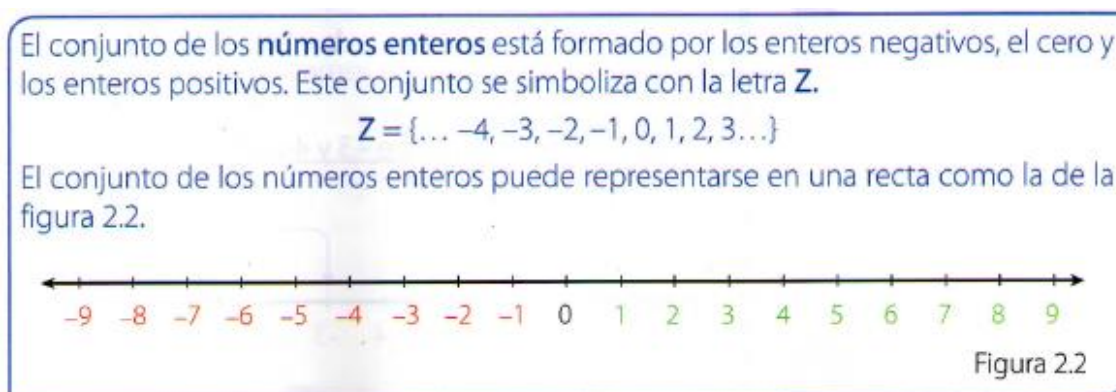 El conjunto de los números enteros está formado por los enteros negativos, el cero y
los enteros positivos. Este conjunto se simboliza con la letra Z.
Z = {... –4, –3, –2, –1, 0, 1, 2, 3...}
El conjunto de los números enteros puede representarse en una recta como la de la
figura 2.2.
–9 –8 –7 –6 –5 –4 –3 –2 –1 0 1 2 3 4 5 6 7 8 9
Figura 2.2